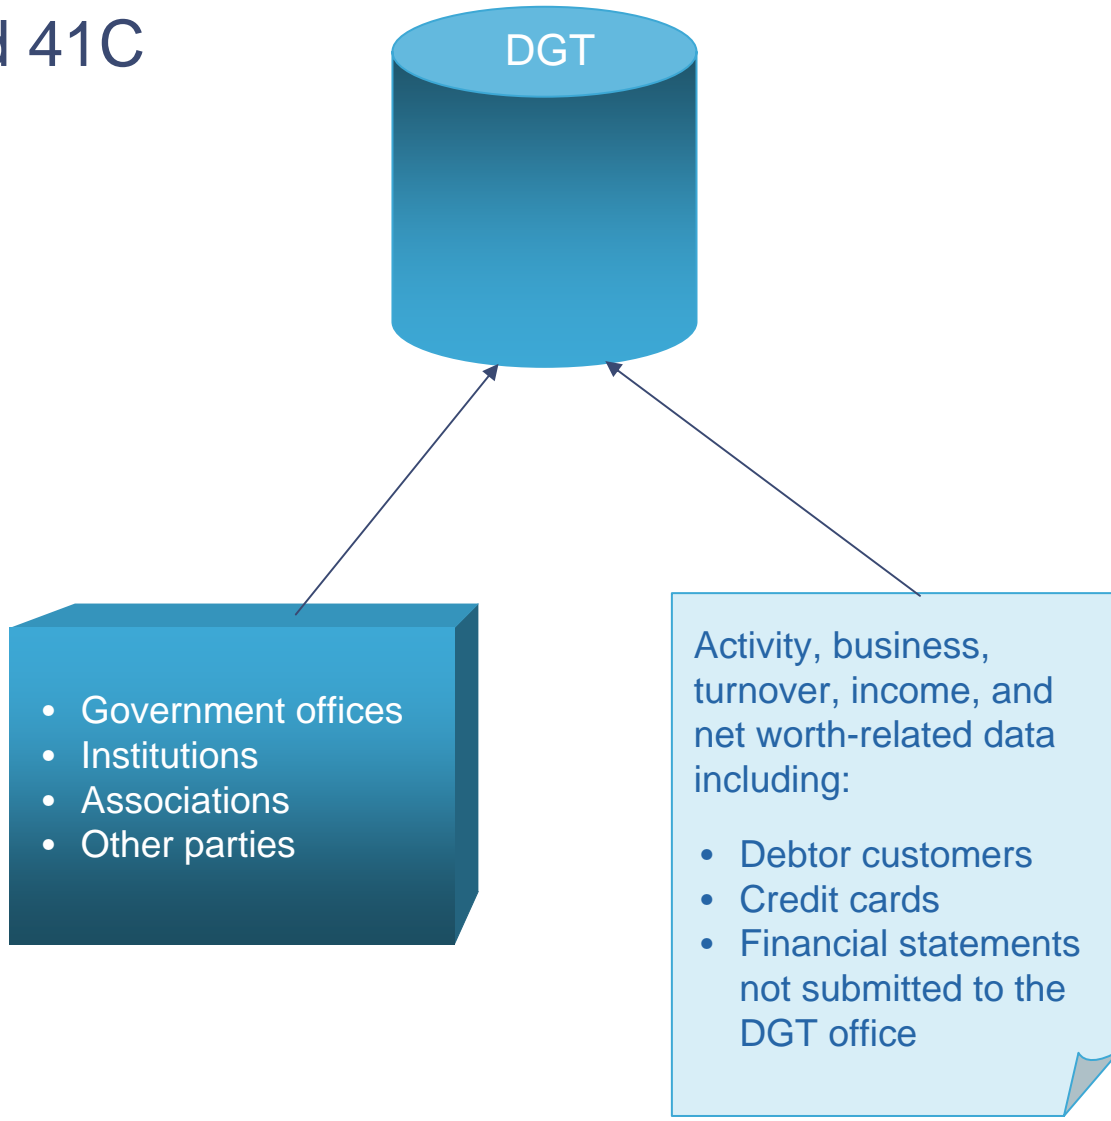 d 41C
DGT
• Government offices
• Institutions
• Associations
• Other parties
Activity, business,
turnover, income, and
net worth-related data
including:
• Debtor customers
• Credit cards
• Financial statements
not submitted to the
DGT office